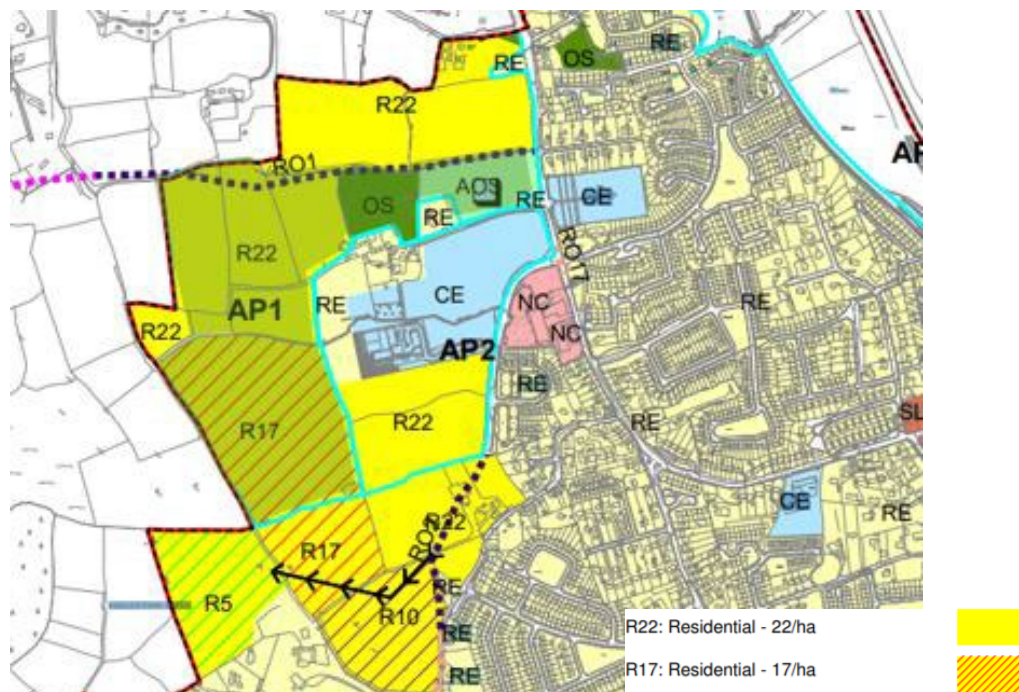 RE
OS
RE
R22
AP
RO1
AOS
OS
RE
RE
CE
R22
RO17
RE
CE
RE
AP1
NC
R22
NC
AP2
RE
R22
RE
SL
R17
CE
RE
R22
R17
RE
R5
R10
RE
RE
R22: Residential - 22/ha
R17: Residential - 17/ha